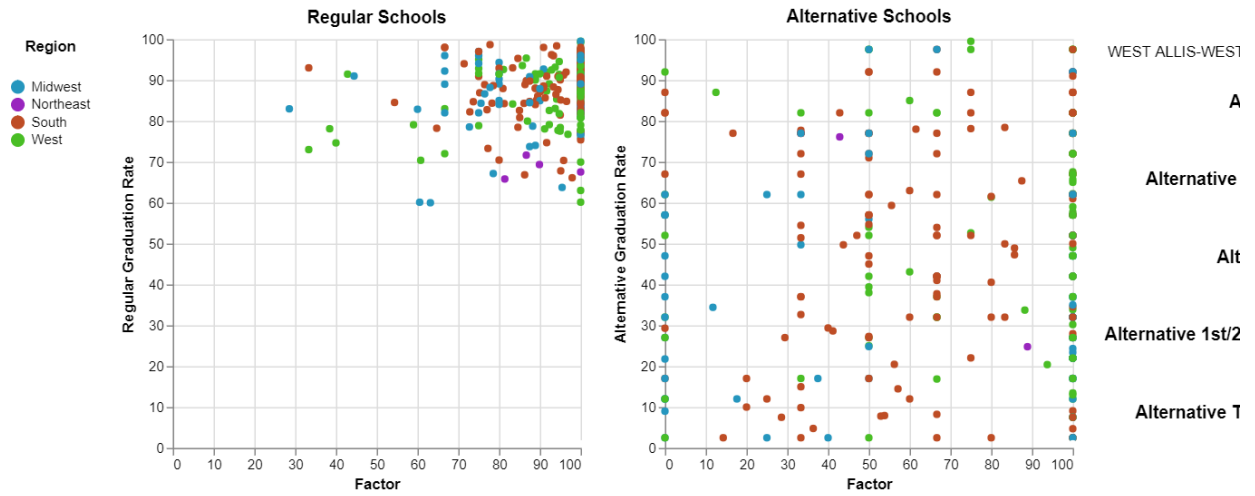 Regular Schools
Alternative Schools
Region
Midwest
Northeast
South
West
Regular Graduation Rate
100
90
80
70
60
50
40
30
20
10
0
0 10 20 30 40 50 60 70 80 90 100
Factor
Alternative Graduation Rate
100
90
80
70
60
50
40
30
20
10
0
0 10 20 30 40 50 60 70 80 90 100
Factor
WEST ALLIS-WEST
A
Alternative
Alt
Alternative 1st/2
Alternative T